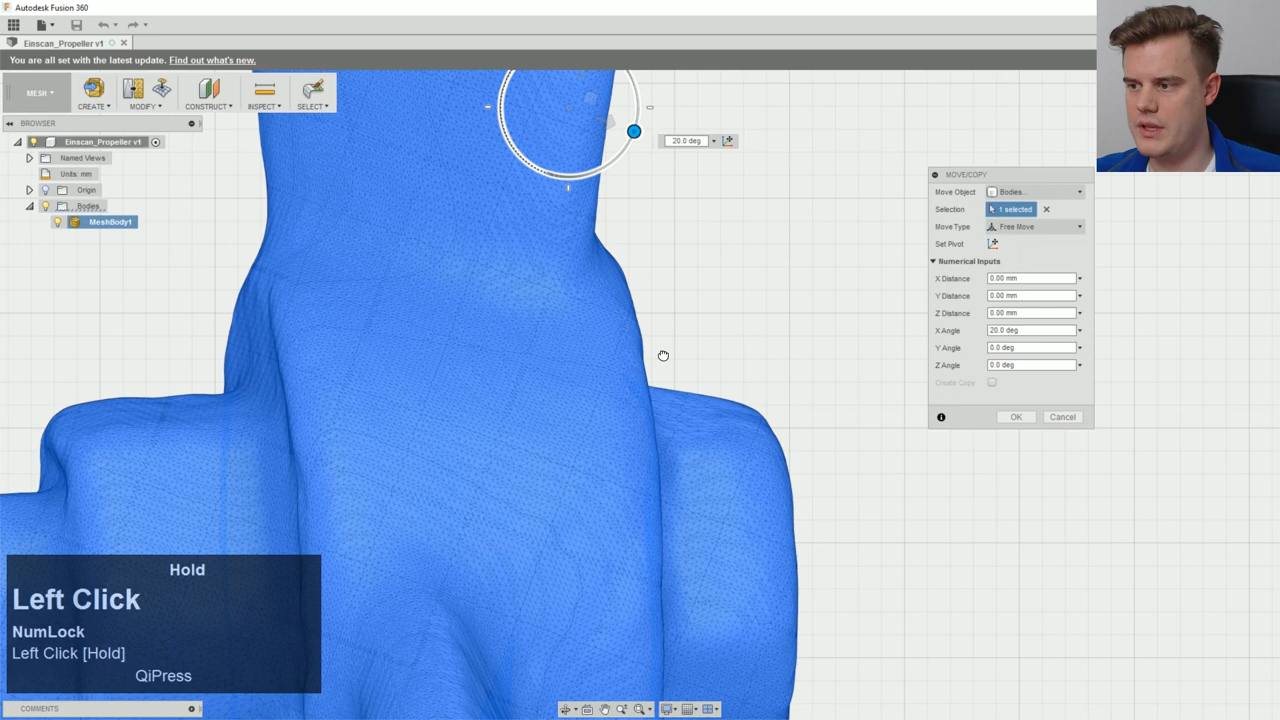 Autodesk Fusion 360
Einscan_Propeller v1
You are all set with the latest update. Find out what's new.
MESH
CREATE
MODIFY
CONSTRUCT
INSPECT
SELECT
BROWSER
Einscan_Propeller v1
Named Views
Units: mm
Origin
Bodies
MeshBody1
20.0 deg
MOVE/COPY
Move Object Bodies...
Selection 1 selected
Move Type Free Move
Set Pivot
Numerical Inputs
X Distance 0.00 mm
Y Distance 0.00 mm
Z Distance 0.00 mm
X Angle 20.0 deg
Y Angle 0.0 deg
Z Angle 0.0 deg
Create Copy
OK Cancel
Hold
Left Click
NumLock
Left Click [Hold]
QiPress
COMMENTS